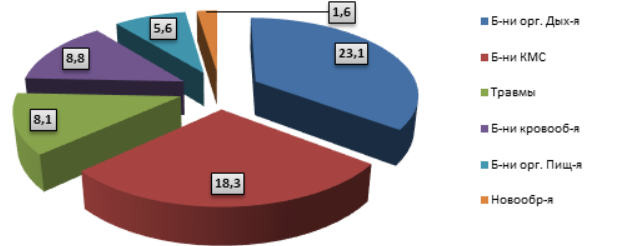 1,6
5,6
8,8
23,1
8,1
18,3
Б-ни орг. Дых-я
Б-ни КМС
Травмы
Б-ни кровооб-я
Б-ни орг. Пищ-я
Новообр-я